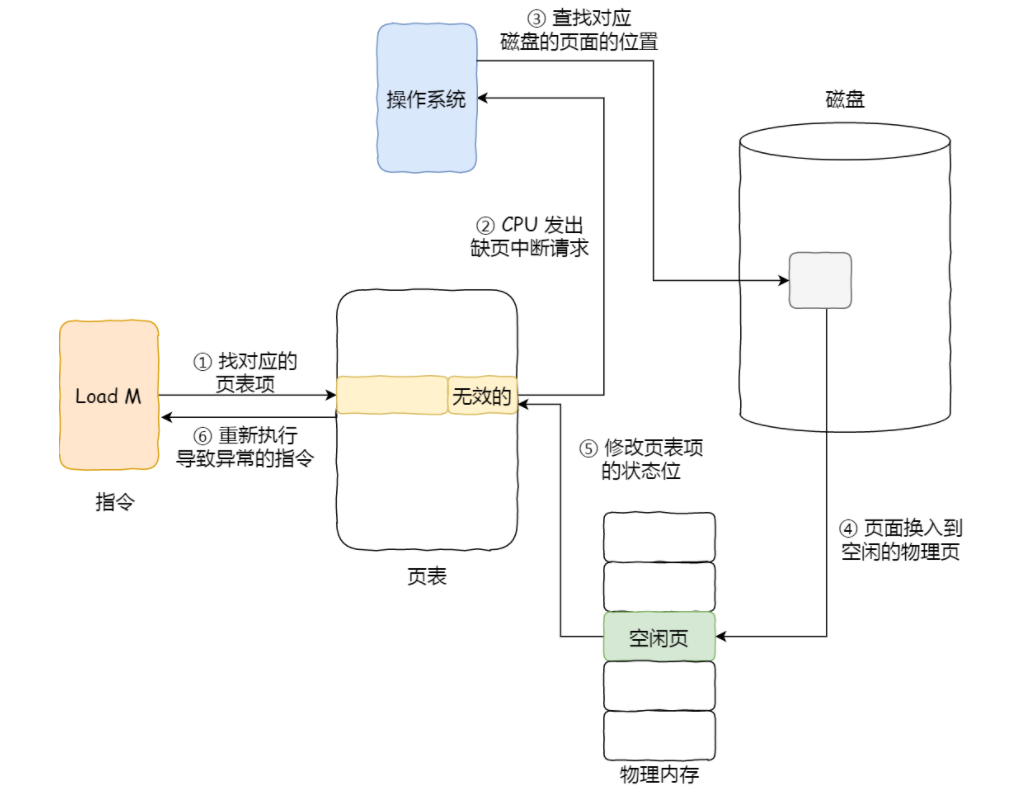 ③ 查找对应
磁盘的页面的位置
操作系统
磁盘
② CPU 发出
缺页中断请求
① 找对应的
页表项
Load M
无效的
⑥ 重新执行
导致异常的指令
指令
⑤ 修改页表项
的状态位
④ 页面换入到
空闲的物理页
页表
空闲页
物理内存